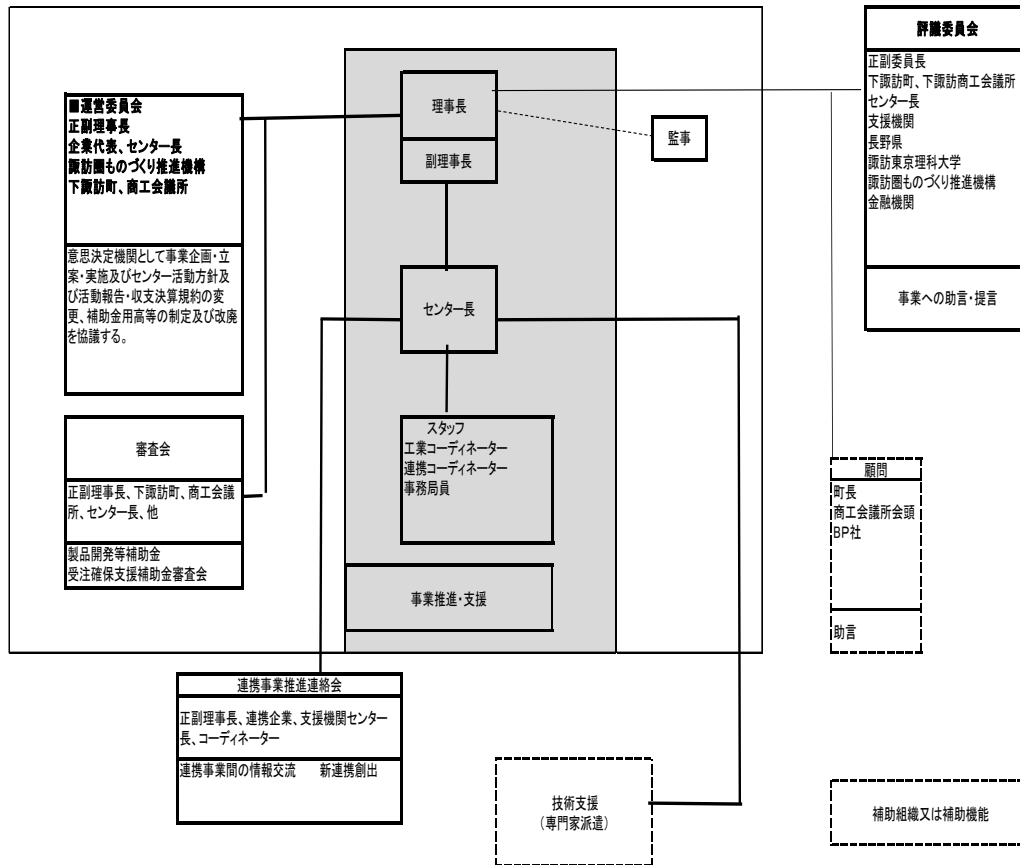 ■運営委員会
正副理事長
企業代表、センター長
諏訪圏ものづくり推進機構
下諏訪町、商工会議所
意思決定機関として事業企画・立
案・実施及びセンター活動方針及
び活動報告・収支決算規約の変
更、補助金用高等の制定及び改廃
を協議する。
審査会
正副理事長、下諏訪町、商工会議
所、センター長、他
製品開発等補助金
受注確保支援補助金審査会
理事長
副理事長
監事
センター長
スタッフ
工業コーディネーター
連携コーディネーター
事務局員
事業推進・支援
評議委員会
正副委員長
下諏訪町、下諏訪商工会議所
センター長
支援機関
長野県
諏訪東京理科大学
諏訪圏ものづくり推進機構
金融機関
事業への助言・提言
顧問
町長
商工会議所会頭
BP社
助言
連携事業推進連絡会
正副理事長、連携企業、支援機関センター
長、コーディネーター
連携事業間の情報交流　新連携創出
技術支援
（専門家派遣）
補助組織又は補助機能